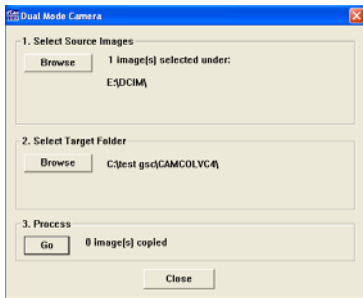 Dual Mode Camera
1. Select Source Images
Browse
1 image(s) selected under:
E:\DCIM\
2. Select Target Folder
Browse
C:\test gsc\CAMCOLVC4\
3. Process
Go
0 image(s) copied
Close